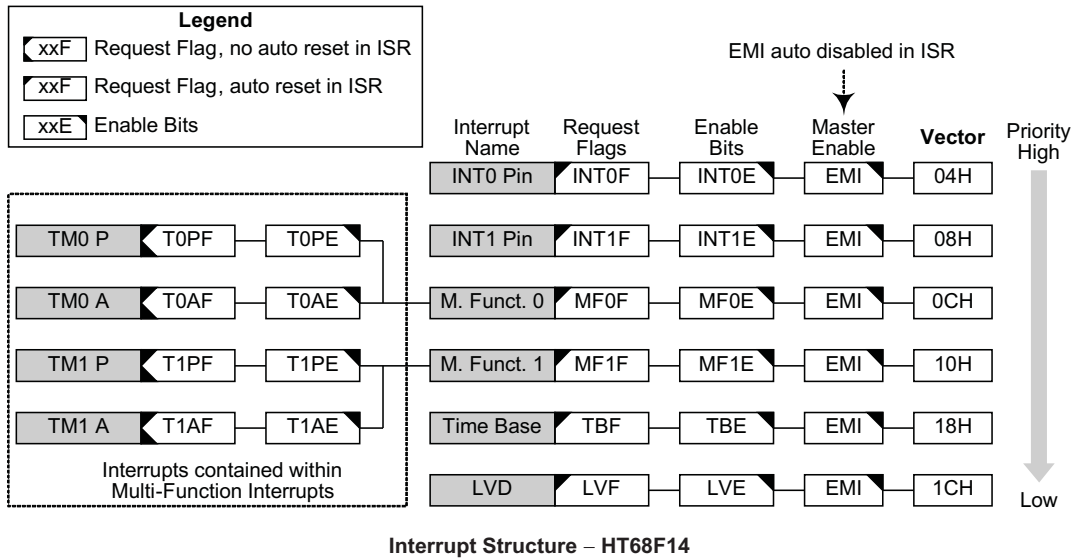 Legend
xxF Request Flag, no auto reset in ISR
xxF Request Flag, auto reset in ISR
xxE Enable Bits
EMI auto disabled in ISR
Interrupt Name Request Flags Enable Bits Master Enable Vector Priority High
INT0 Pin INT0F INT0E EMI 04H
TM0 P T0PF T0PE INT1 Pin INT1F INT1E EMI 08H
TM0 A T0AF T0AE M. Funct. 0 MF0F MF0E EMI 0CH
TM1 P T1PF T1PE M. Funct. 1 MF1F MF1E EMI 10H
TM1 A T1AF T1AE Time Base TBF TBE EMI 18H
Interrupts contained within
Multi-Function Interrupts
LVD LVF LVE EMI 1CH Low
Interrupt Structure – HT68F14